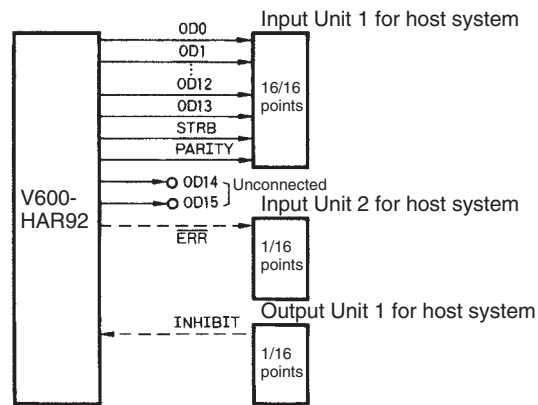 Input Unit 1 for host system
OD0
OD1
OD12
OD13
STRB
PARITY
16/16
points
OD14
OD15
Unconnected
V600-
HAR92
Input Unit 2 for host system
ERR
1/16
points
Output Unit 1 for host system
INHIBIT
1/16
points